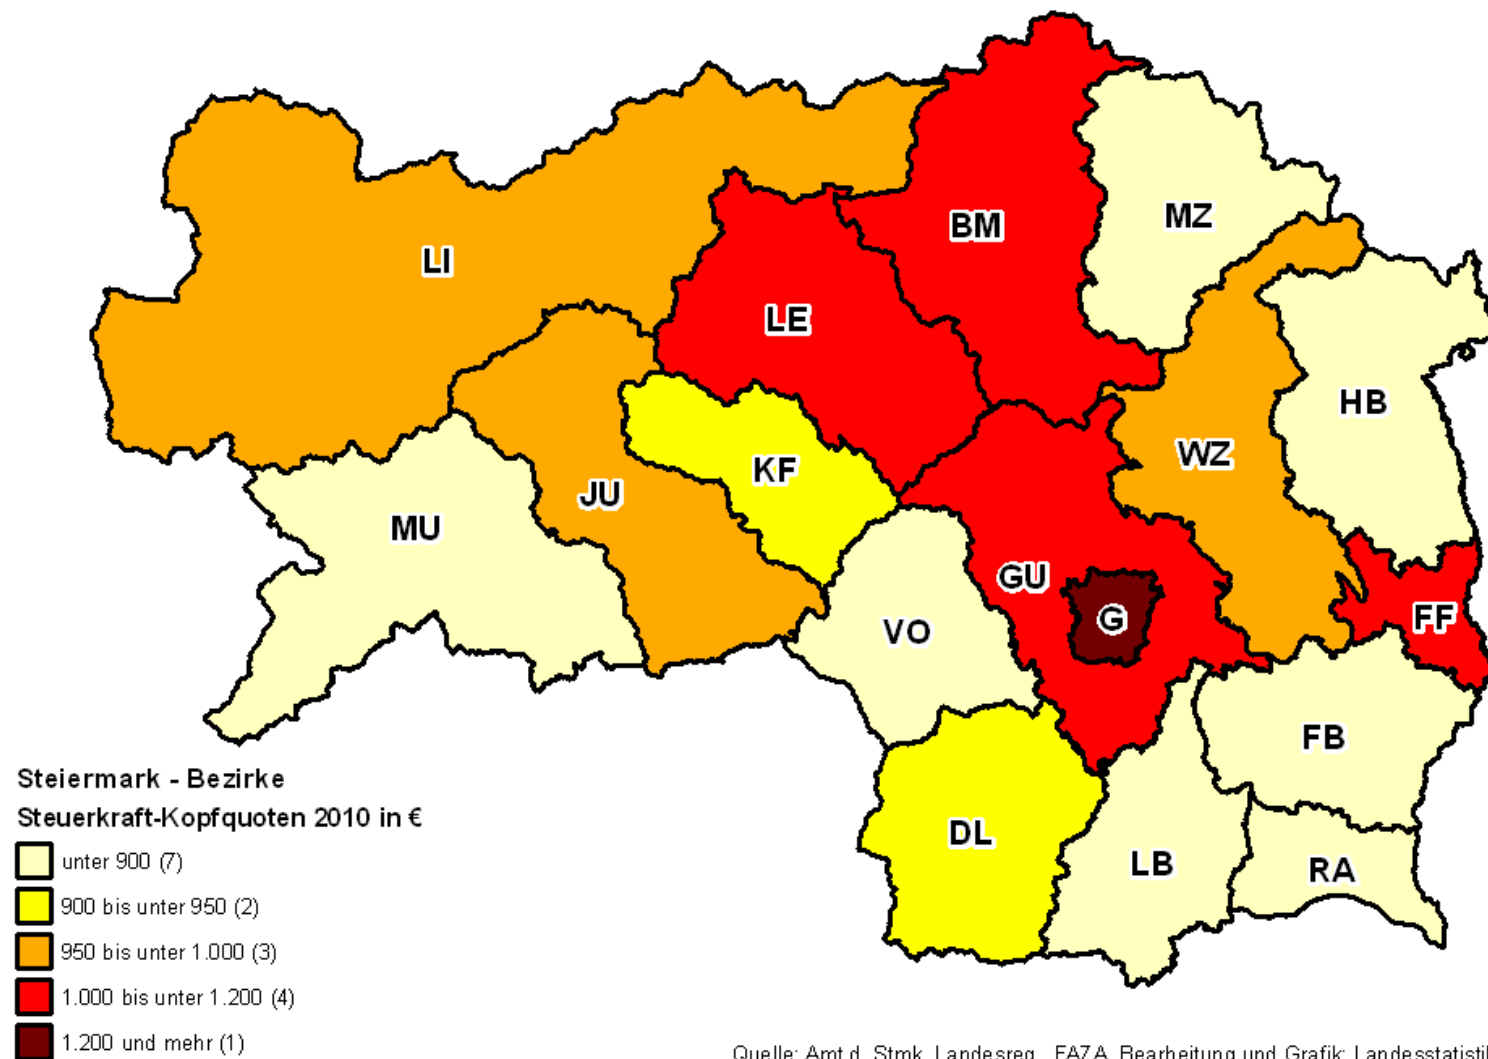 LI
BM
MZ
LE
HB
WZ
KF
JU
MU
GU
G
FF
VO
FB
DL
LB
RA
Steiermark - Bezirke
Steuerkraft-Kopfquoten 2010 in €
unter 900 (7)
900 bis unter 950 (2)
950 bis unter 1.000 (3)
1.000 bis unter 1.200 (4)
1.200 und mehr (1)
Quelle: Amt d. Stmk. Landesreg., FA7A, Bearbeitung und Grafik: Landesstatistik